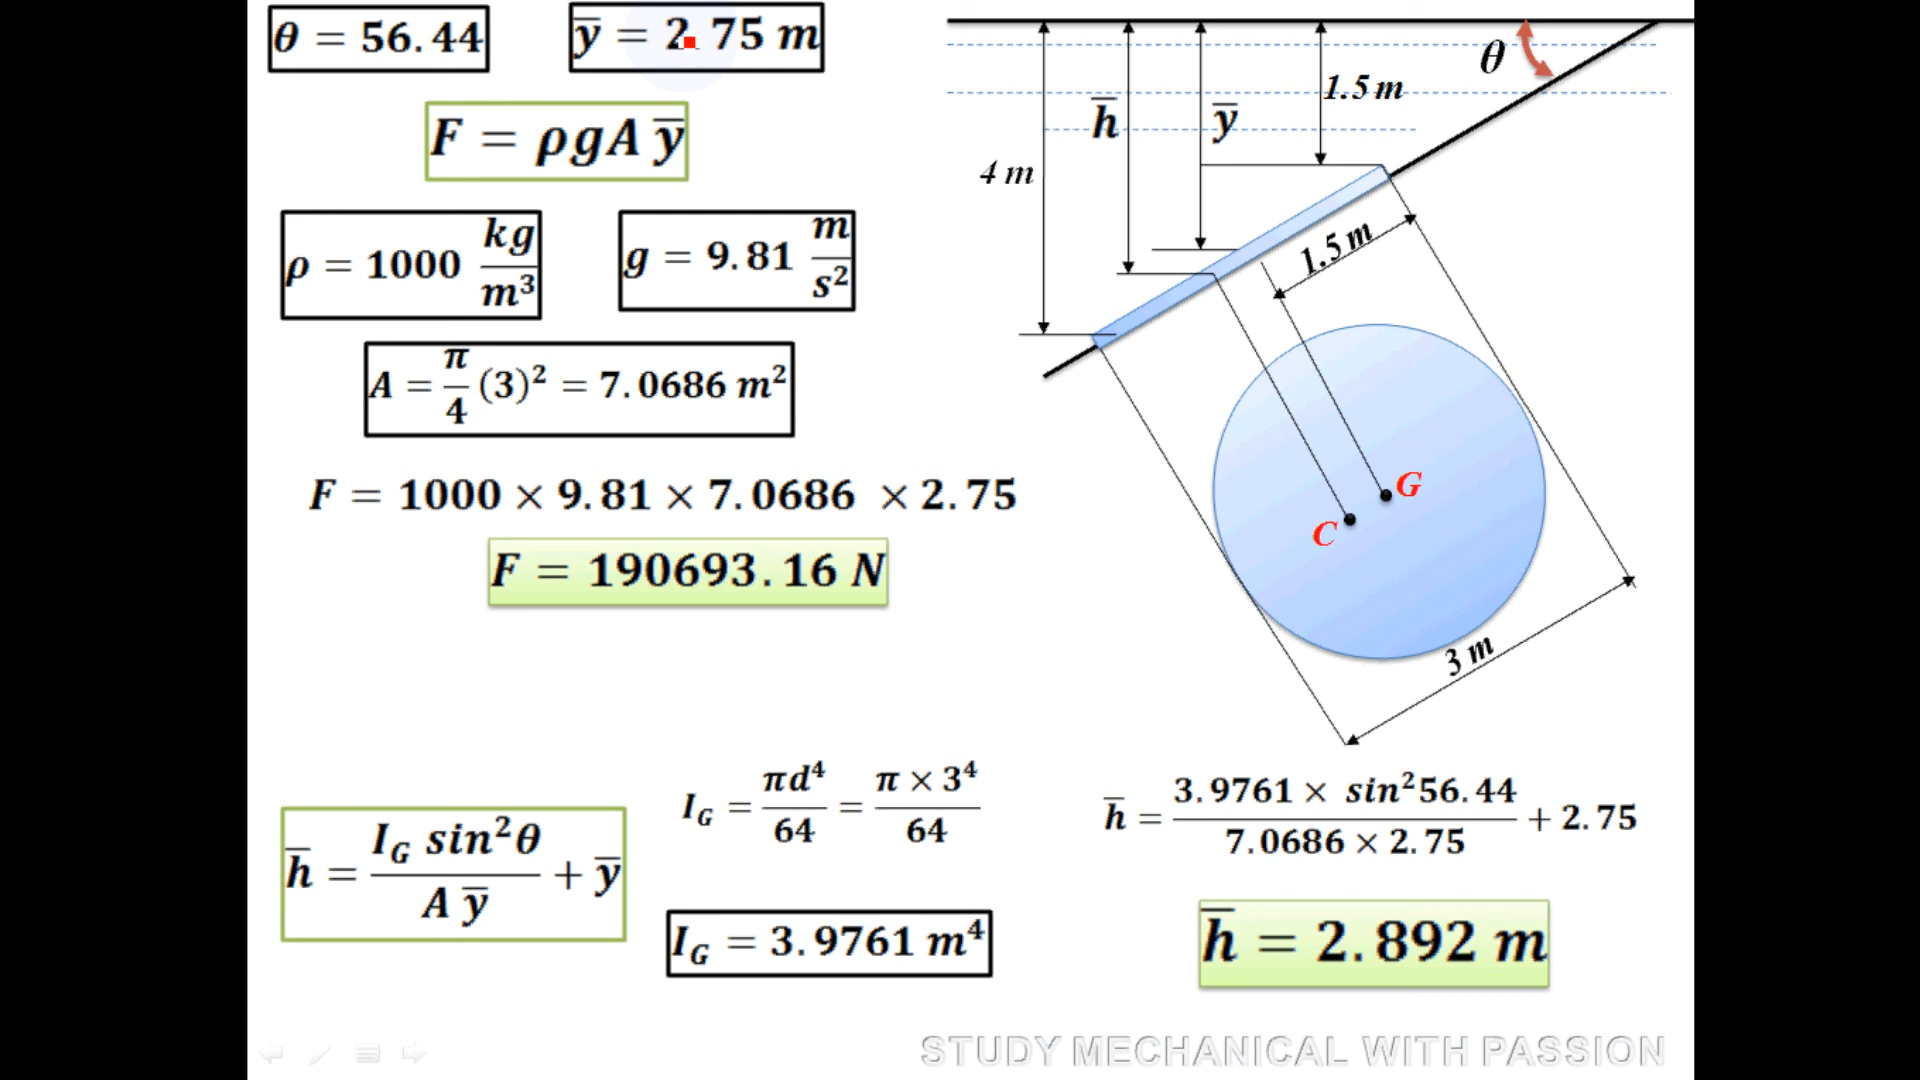 θ = 56.44
y̅ = 2.75 m
F = ρgA y̅
ρ = 1000 kg/m³
g = 9.81 m/s²
A = π/4 (3)² = 7.0686 m²
F = 1000 × 9.81 × 7.0686 × 2.75
F = 190693.16 N
h̅ = I_G sin²θ / A y̅ + y̅
I_G = πd⁴/64 = π × 3⁴/64
I_G = 3.9761 m⁴
h̅ = 3.9761 × sin²56.44 / 7.0686 × 2.75 + 2.75
h̅ = 2.892 m
θ
1.5 m
h̅
y̅
4 m
1.5 m
G
C
3 m
STUDY MECHANICAL WITH PASSION